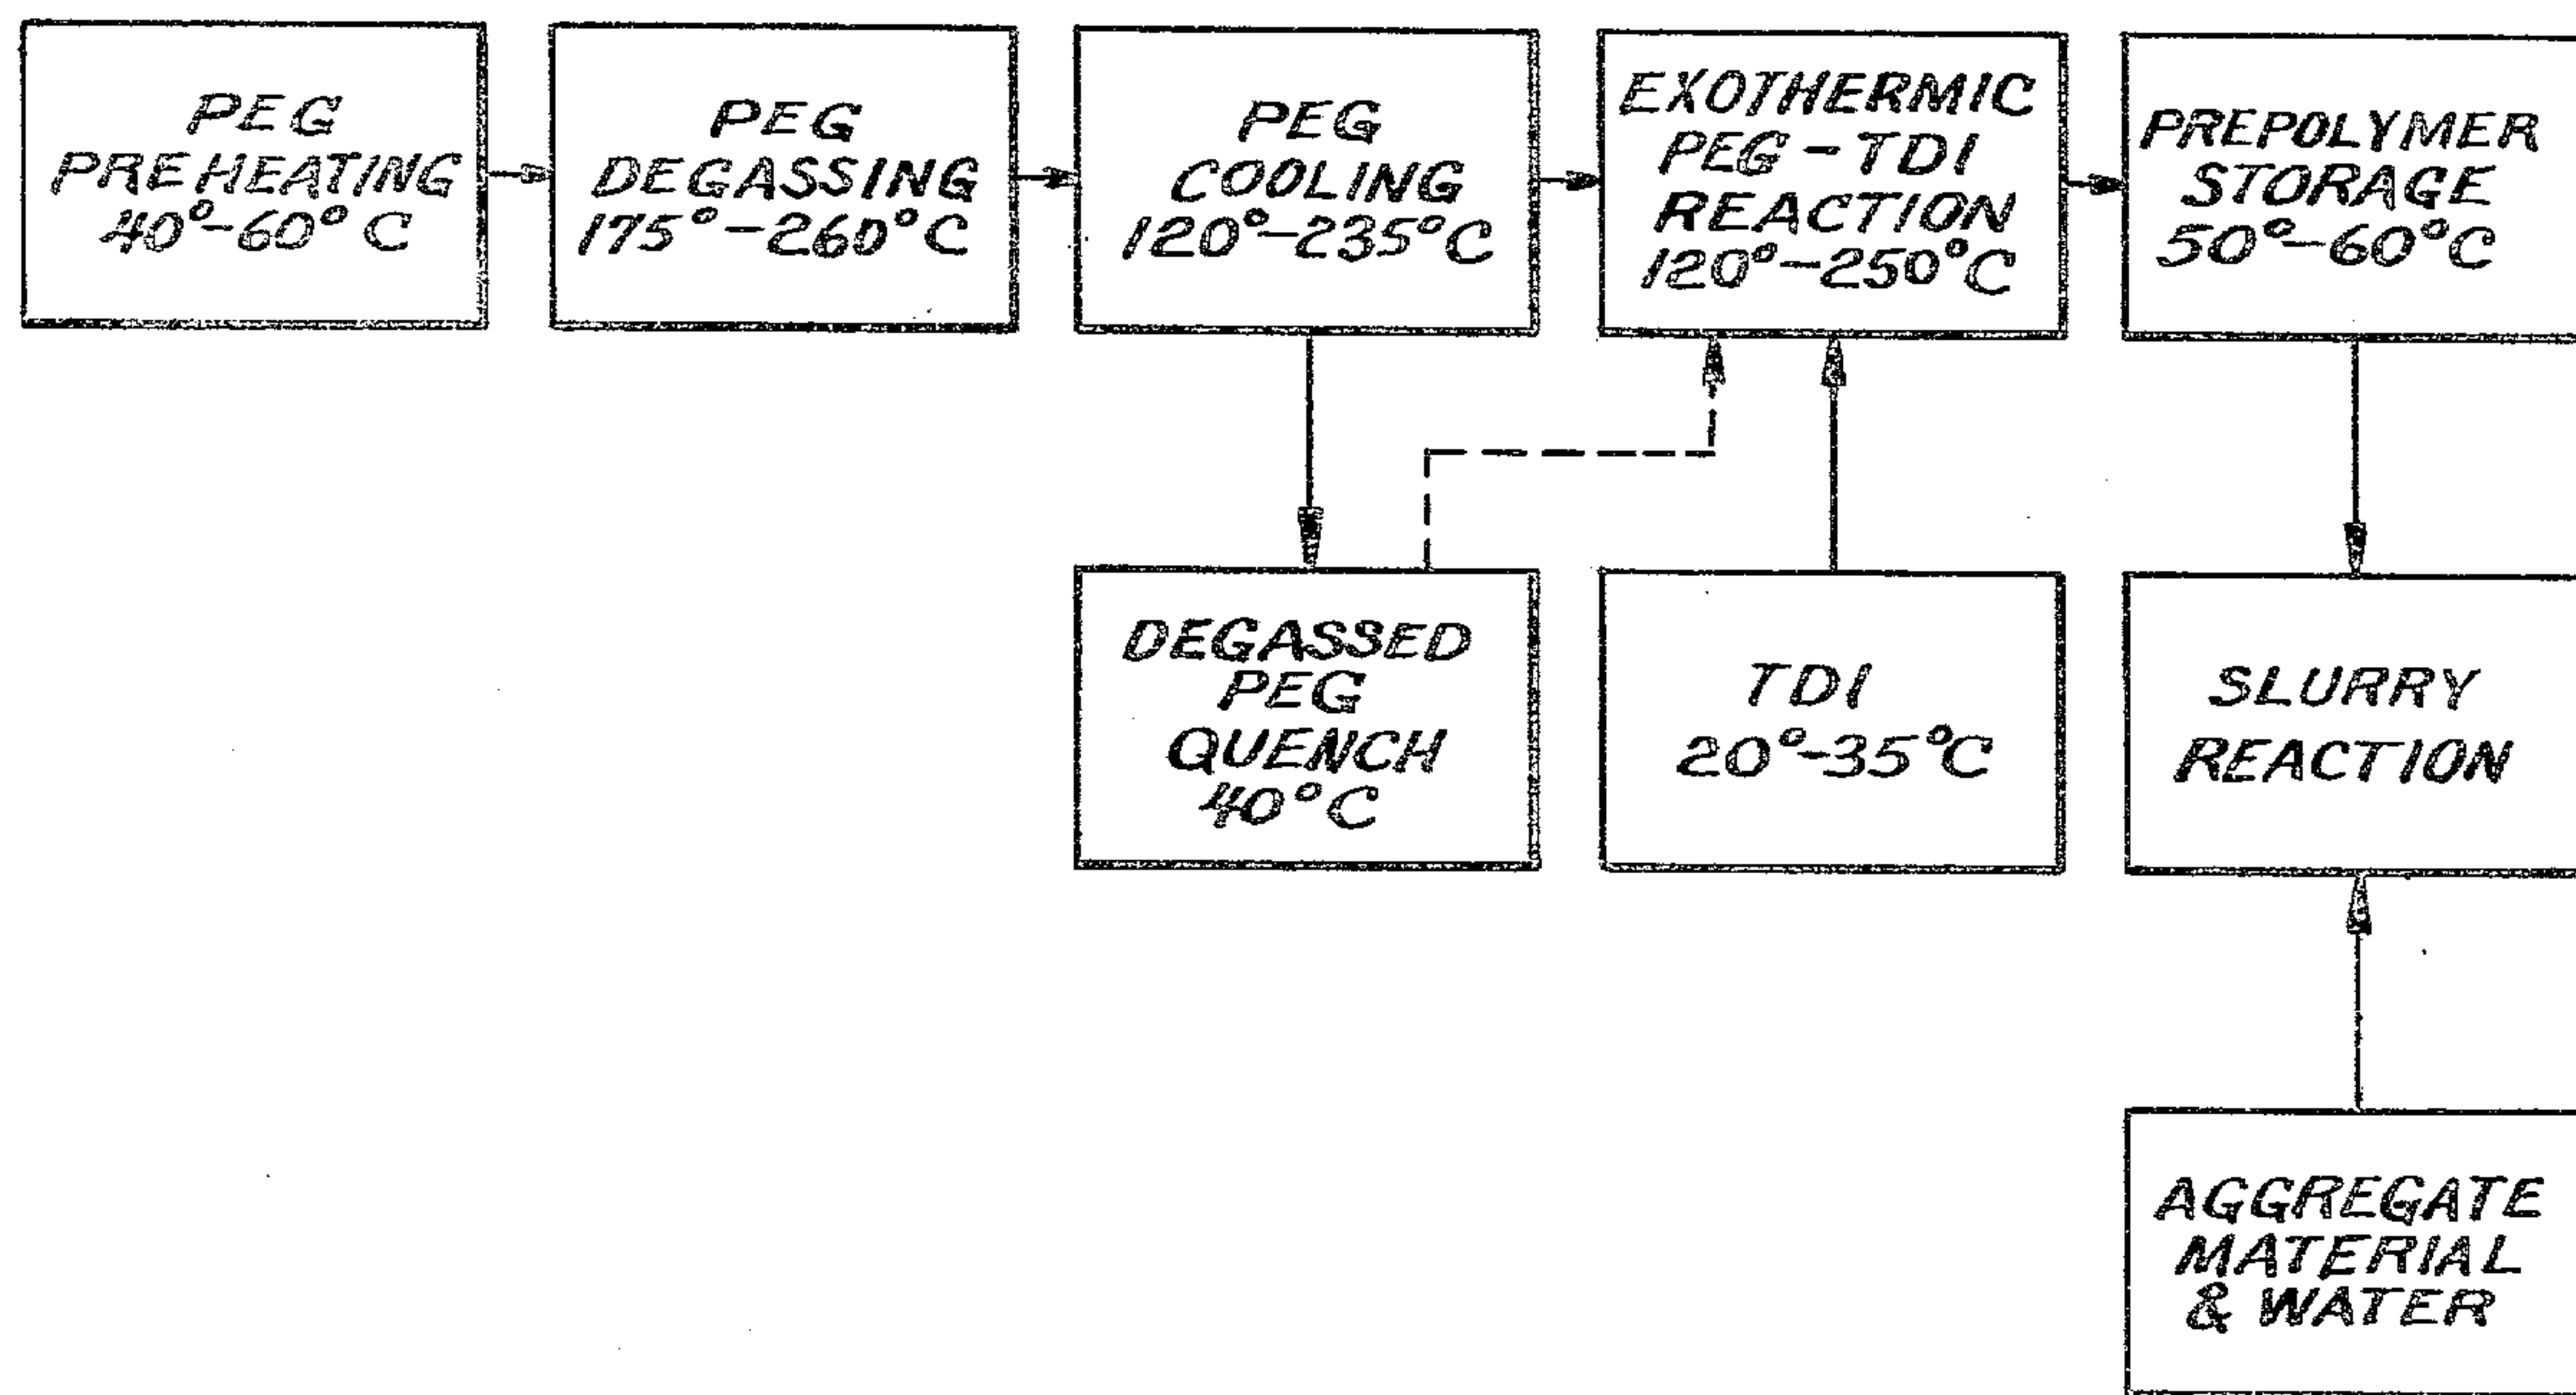 PEG
PREHEATING
40°-60° C
PEG
DEGASSING
175°-260°C
PEG
COOLING
120°-235°C
EXOTHERMIC
PEG-TDI
REACTION
120°-250°C
PREPOLYMER
STORAGE
50°-60°C
DEGASSED
PEG
QUENCH
40°C
TDI
20°-35°C
SLURRY
REACTION
AGGREGATE
MATERIAL
& WATER